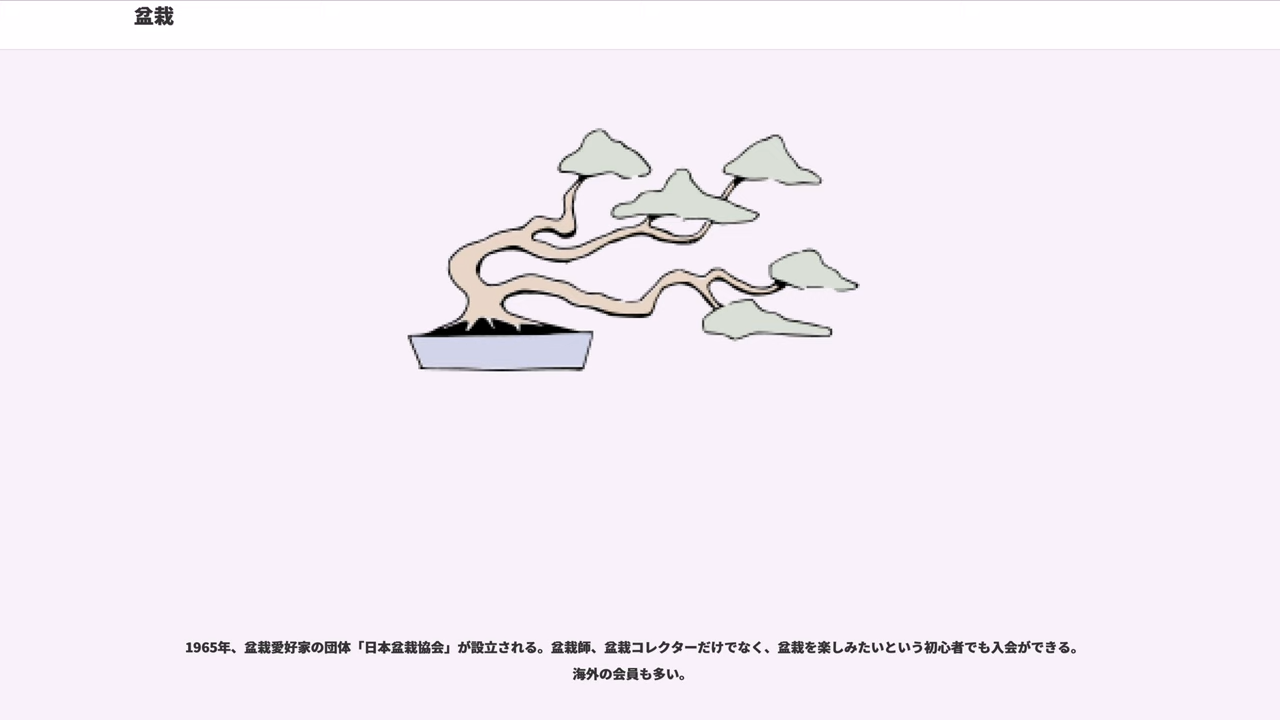 盆栽
1965年、盆栽愛好家の団体「日本盆栽協会」が設立される。盆栽師、盆栽コレクターだけでなく、盆栽を楽しみたいという初心者でも入会ができる。
海外の会員も多い。